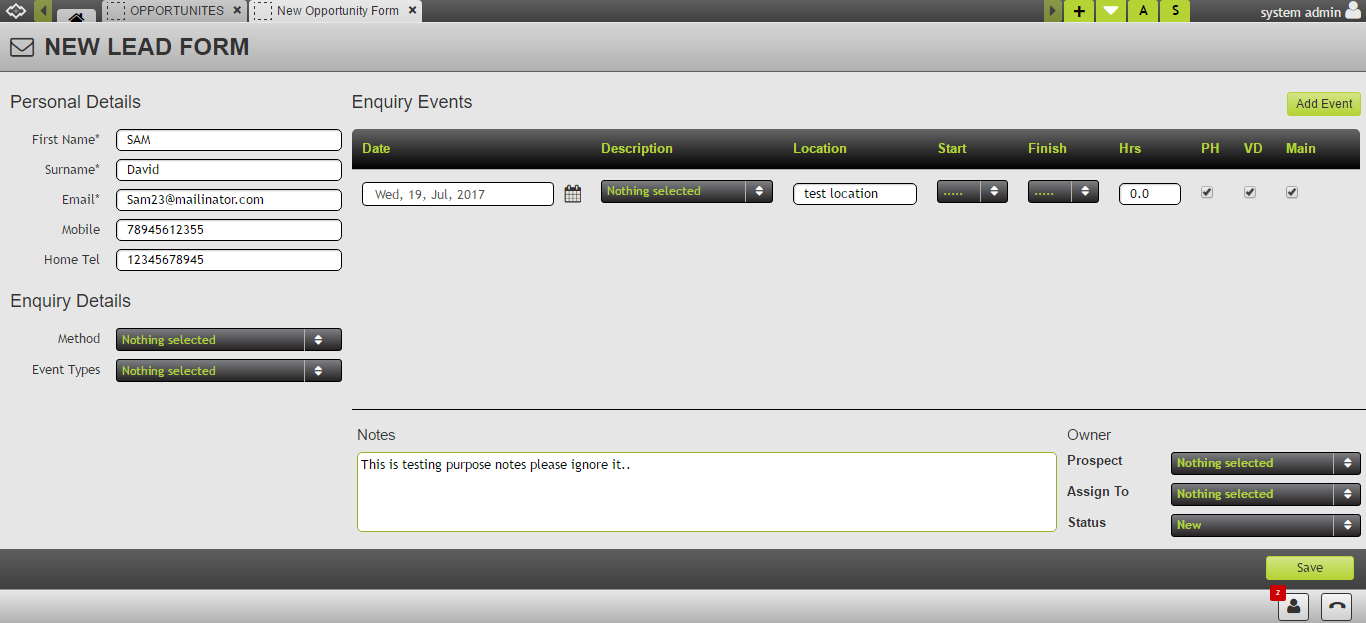 OPPORTUNITES ×
New Opportunity Form ×
+
A
S
system admin
NEW LEAD FORM
Personal Details
First Name* SAM
Surname* David
Email* Sam23@mailinator.com
Mobile 78945612355
Home Tel 12345678945
Enquiry Details
Method Nothing selected
Event Types Nothing selected
Enquiry Events
Add Event
Date Description Location Start Finish Hrs PH VD Main
Wed, 19, Jul, 2017 Nothing selected test location ..... ..... 0.0
Notes
This is testing purpose notes please ignore it..
Owner
Prospect Nothing selected
Assign To Nothing selected
Status New
Save
2